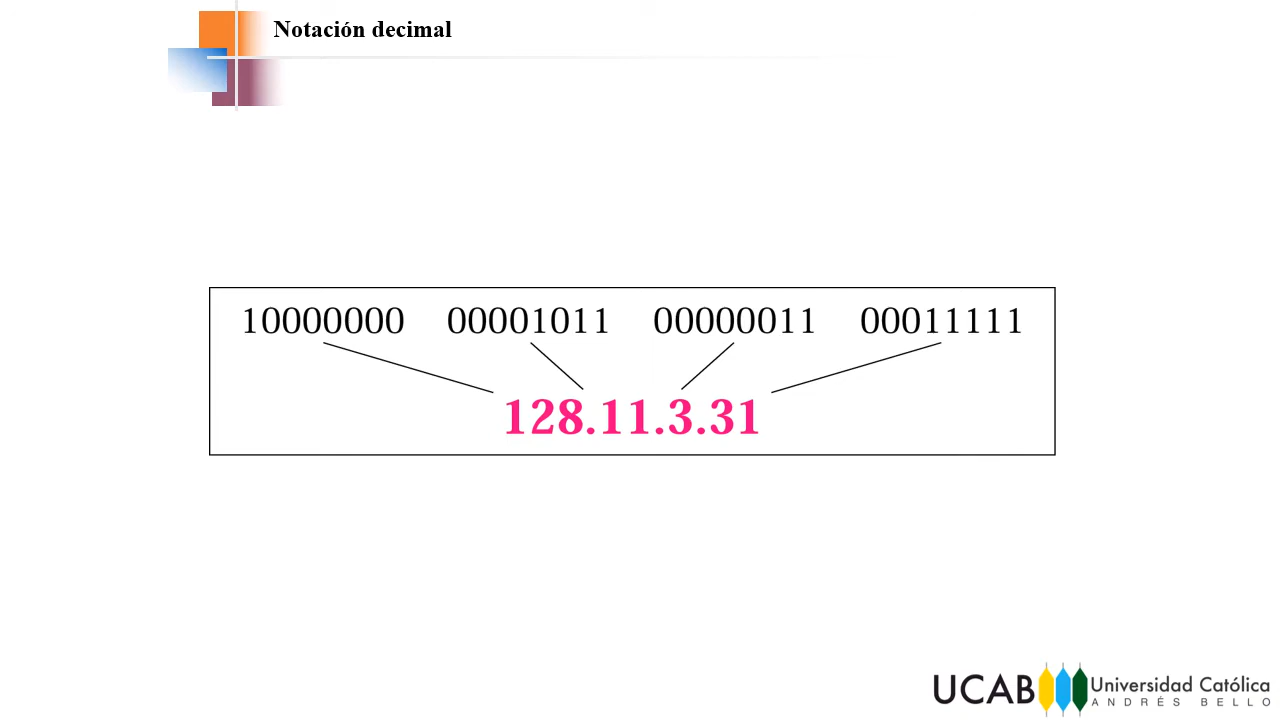 Notación decimal
10000000 00001011 00000011 00011111
128.11.3.31
UCAB Universidad Católica
ANDRÉS BELLO